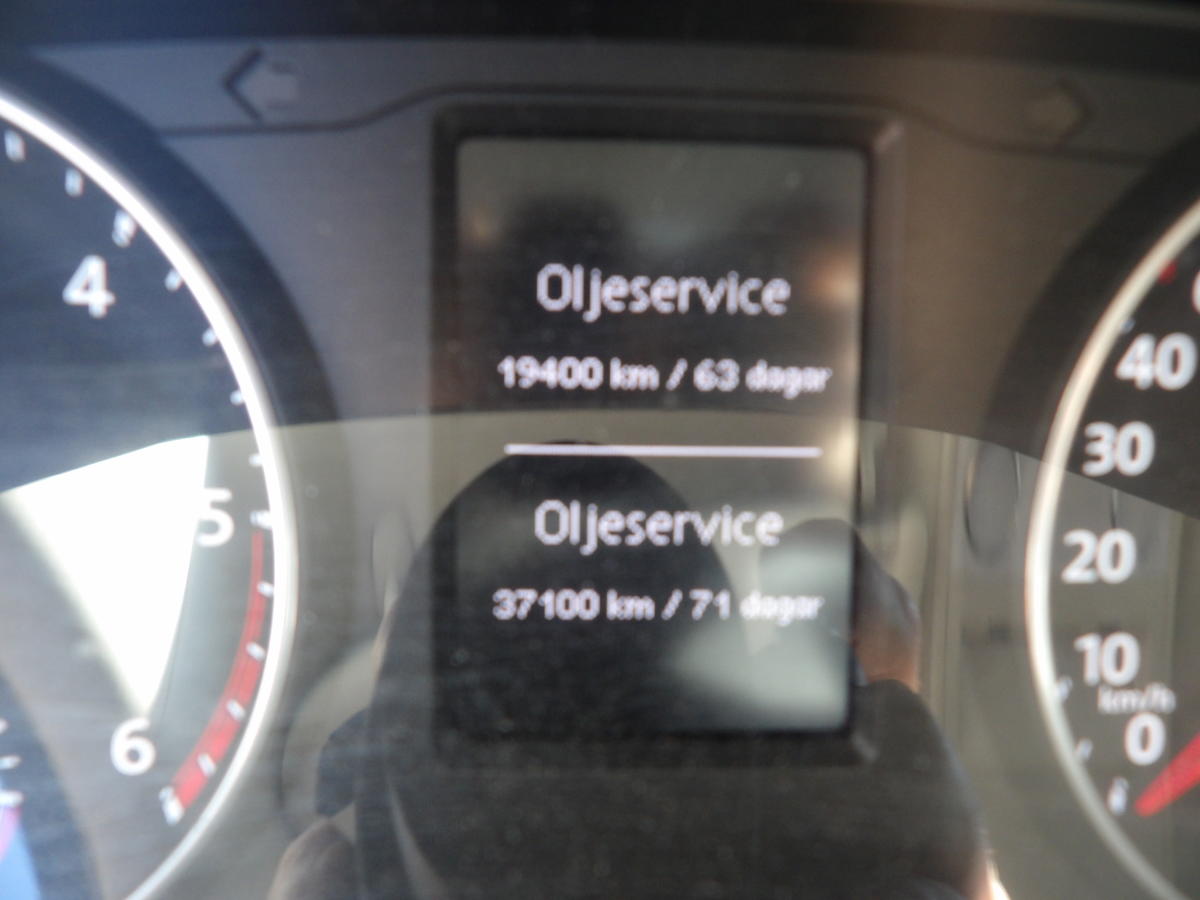 Oljeservice
19400 km / 63 dagar
Oljeservice
37100 km / 71 dagar
4
5
6
40
30
20
10
km/h
0